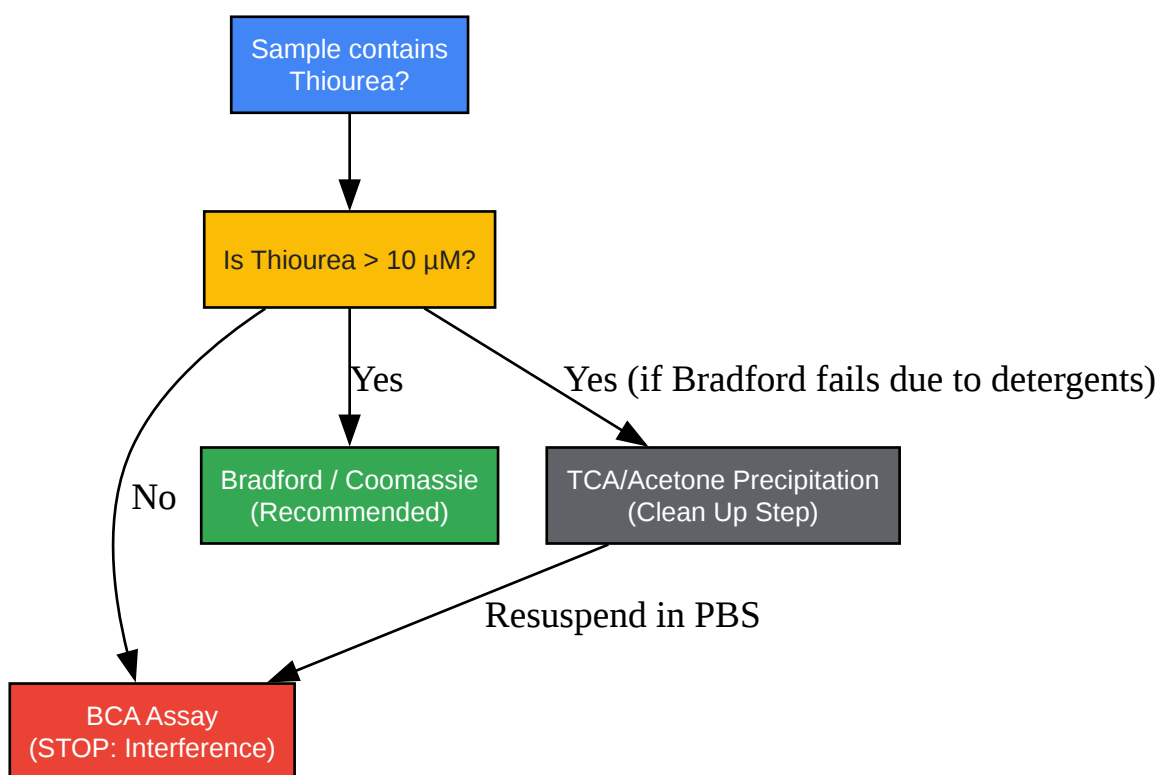 Sample contains
Thiourea?
Is Thiourea > 10 µM?
Yes
Yes (if Bradford fails due to detergents)
No
Bradford / Coomassie
(Recommended)
TCA/Acetone Precipitation
(Clean Up Step)
Resuspend in PBS
BCA Assay
(STOP: Interference)